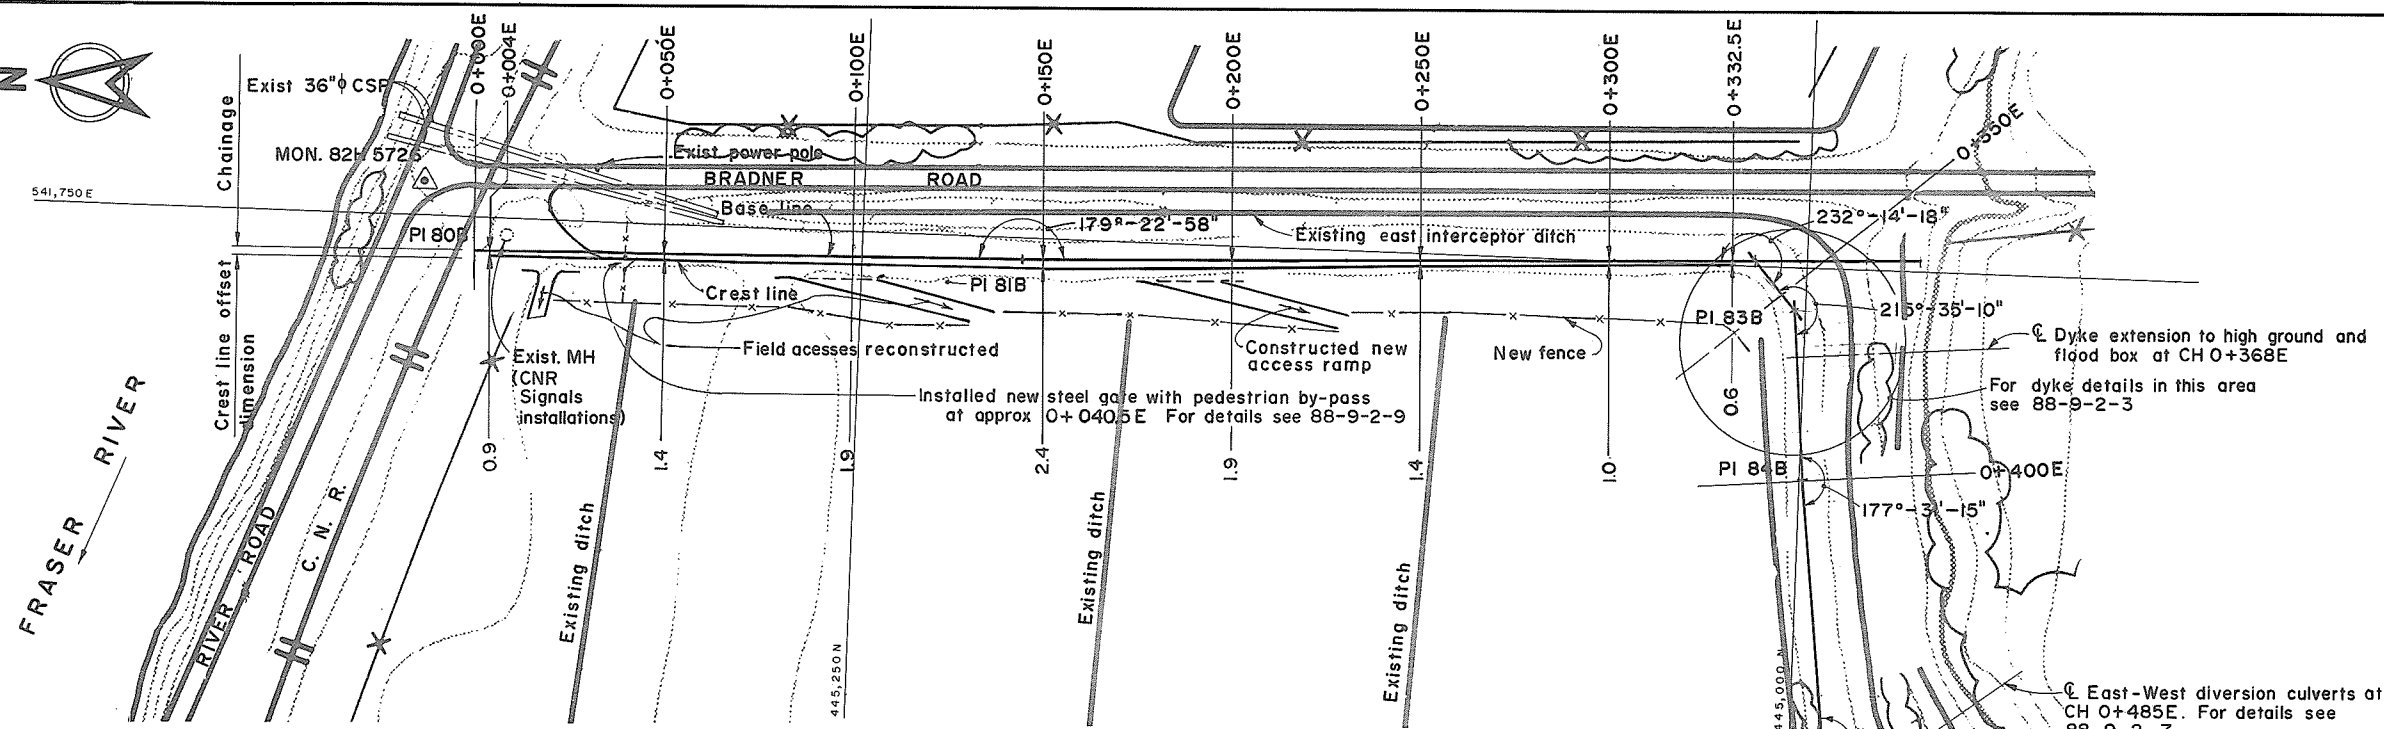 N
Exist 36"ϕ CSP
MON. 82H 5726
541,750 E
Chainage
Crest line offset
dimension
0+000E
0+004E
0+050E
0+100E
0+150E
0+200E
0+250E
0+300E
0+332.5E
0+350E
Exist power pole
BRADNER ROAD
Base line
PI 80B
179°-22'-58"
Existing east interceptor ditch
232°-14'-18"
Crest line
PI 81B
PI 83B
215°-35'-10"
Exist. MH
(CNR
Signals
installations)
Field acesses reconstructed
Constructed new
access ramp
New fence
℄ Dyke extension to high ground and
flood box at CH 0+368E
For dyke details in this area
see 88-9-2-3
Installed new steel gate with pedestrian by-pass
at approx 0+040.5E For details see 88-9-2-9
0.9
1.4
1.9
2.4
1.9
1.4
1.0
0.6
PI 84B
0+400E
177°-31'-15"
FRASER RIVER
RIVER ROAD
C. N. R.
Existing ditch
Existing ditch
Existing ditch
445,250 N
445,000 N
℄ East-West diversion culverts at
CH 0+485E. For details see
88-9-2-7